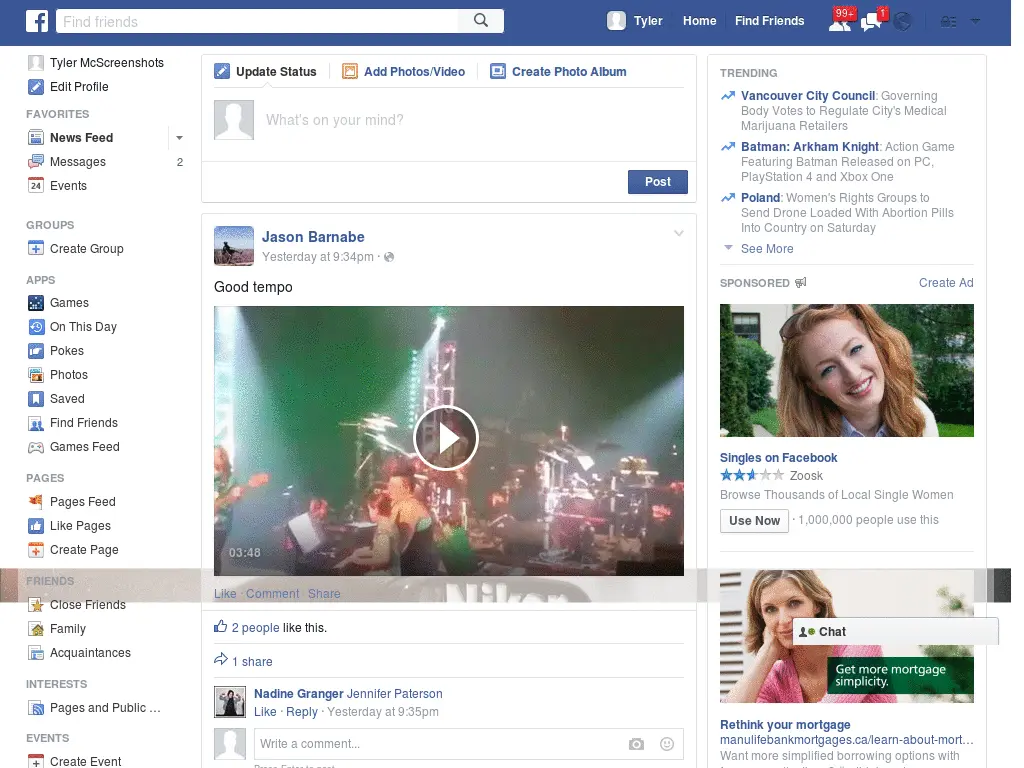 Find friends
Tyler
Home
Find Friends
99+
1
Tyler McScreenshots
Edit Profile
FAVORITES
News Feed
Messages 2
24 Events
GROUPS
Create Group
APPS
Games
On This Day
Pokes
Photos
Saved
Find Friends
Games Feed
PAGES
Pages Feed
Like Pages
Create Page
FRIENDS
Close Friends
Family
Acquaintances
INTERESTS
Pages and Public ...
EVENTS
Create Event
Update Status
Add Photos/Video
Create Photo Album
What's on your mind?
Post
Jason Barnabe
Yesterday at 9:34pm ·
Good tempo
03:48
Nikon
Like · Comment · Share
2 people like this.
1 share
Nadine Granger Jennifer Paterson
Like · Reply · Yesterday at 9:35pm
Write a comment...
TRENDING
Vancouver City Council: Governing
Body Votes to Regulate City's Medical
Marijuana Retailers
Batman: Arkham Knight: Action Game
Featuring Batman Released on PC,
PlayStation 4 and Xbox One
Poland: Women's Rights Groups to
Send Drone Loaded With Abortion Pills
Into Country on Saturday
See More
SPONSORED Create Ad
Singles on Facebook
Zoosk
Browse Thousands of Local Single Women
Use Now · 1,000,000 people use this
Chat
Get more mortgage
simplicity.
Rethink your mortgage
manulifebankmortgages.ca/learn-about-mort...
Want more simplified borrowing options with